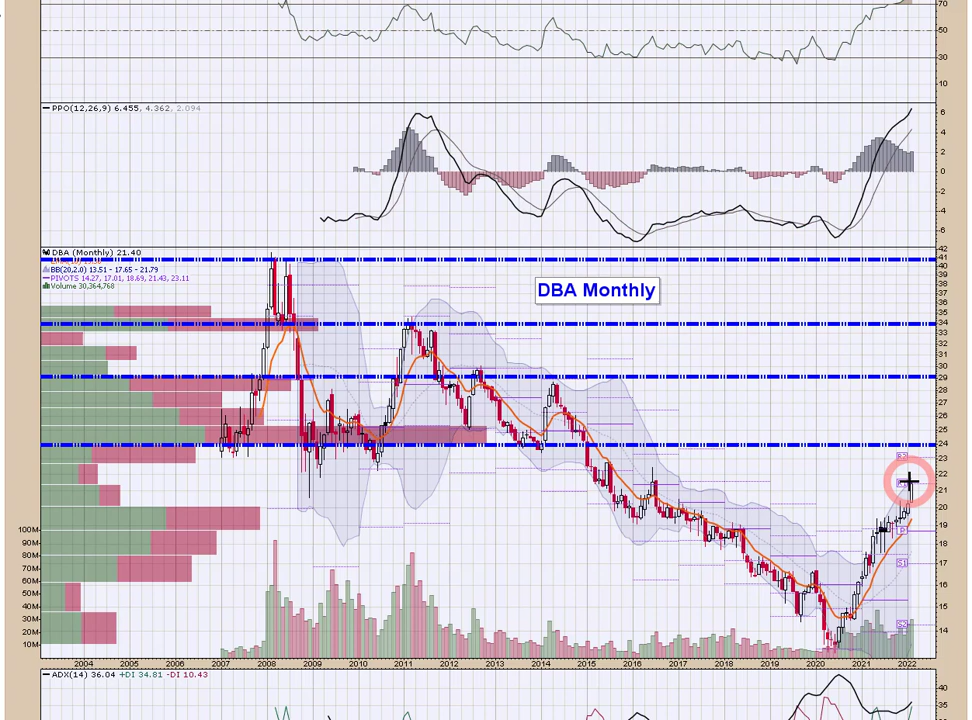 70
50
30
10
PPO(12,26,9) 6.455, 4.362, 2.094
6
4
2
0
-2
-4
-6
DBA (Monthly) 21.40
BB(20,2.0) 13.51 - 17.65 - 21.79
PIVOTS 14.27, 17.01, 18.69, 21.43, 23.11
Volume 30,364,768
DBA Monthly
42
41
40
39
38
37
36
35
34
33
32
31
30
29
28
27
26
25
24
23
22
21
20
19
18
17
16
15
14
R2
P
S1
S2
100M
90M
80M
70M
60M
50M
40M
30M
20M
10M
2004 2005 2006 2007 2008 2009 2010 2011 2012 2013 2014 2015 2016 2017 2018 2019 2020 2021 2022
ADX(14) 36.04 +DI 34.81 -DI 10.43
40
35